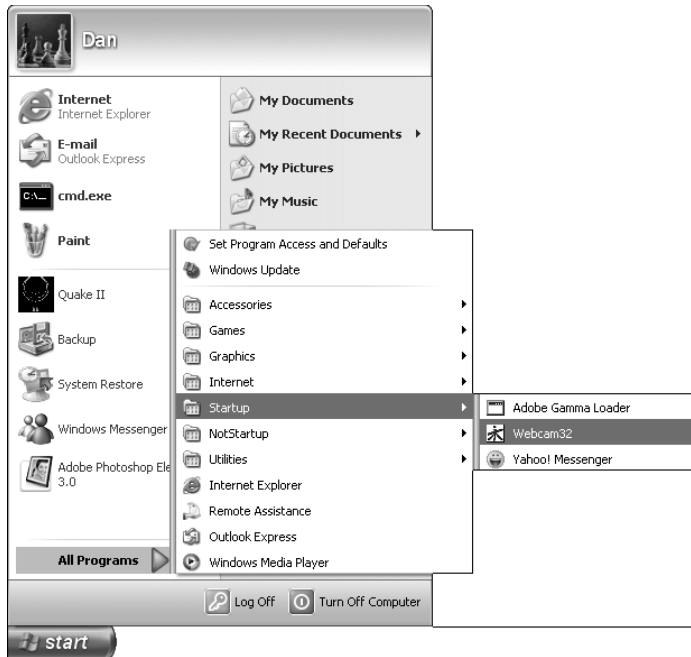 Dan
Internet
Internet Explorer
E-mail
Outlook Express
cmd.exe
Paint
Quake II
Backup
System Restore
Windows Messenger
Adobe Photoshop Ele
3.0
All Programs
My Documents
My Recent Documents
My Pictures
My Music
Set Program Access and Defaults
Windows Update
Accessories
Games
Graphics
Internet
Startup
NotStartup
Utilities
Internet Explorer
Remote Assistance
Outlook Express
Windows Media Player
Adobe Gamma Loader
Webcam32
Yahoo! Messenger
Log Off
Turn Off Computer
start